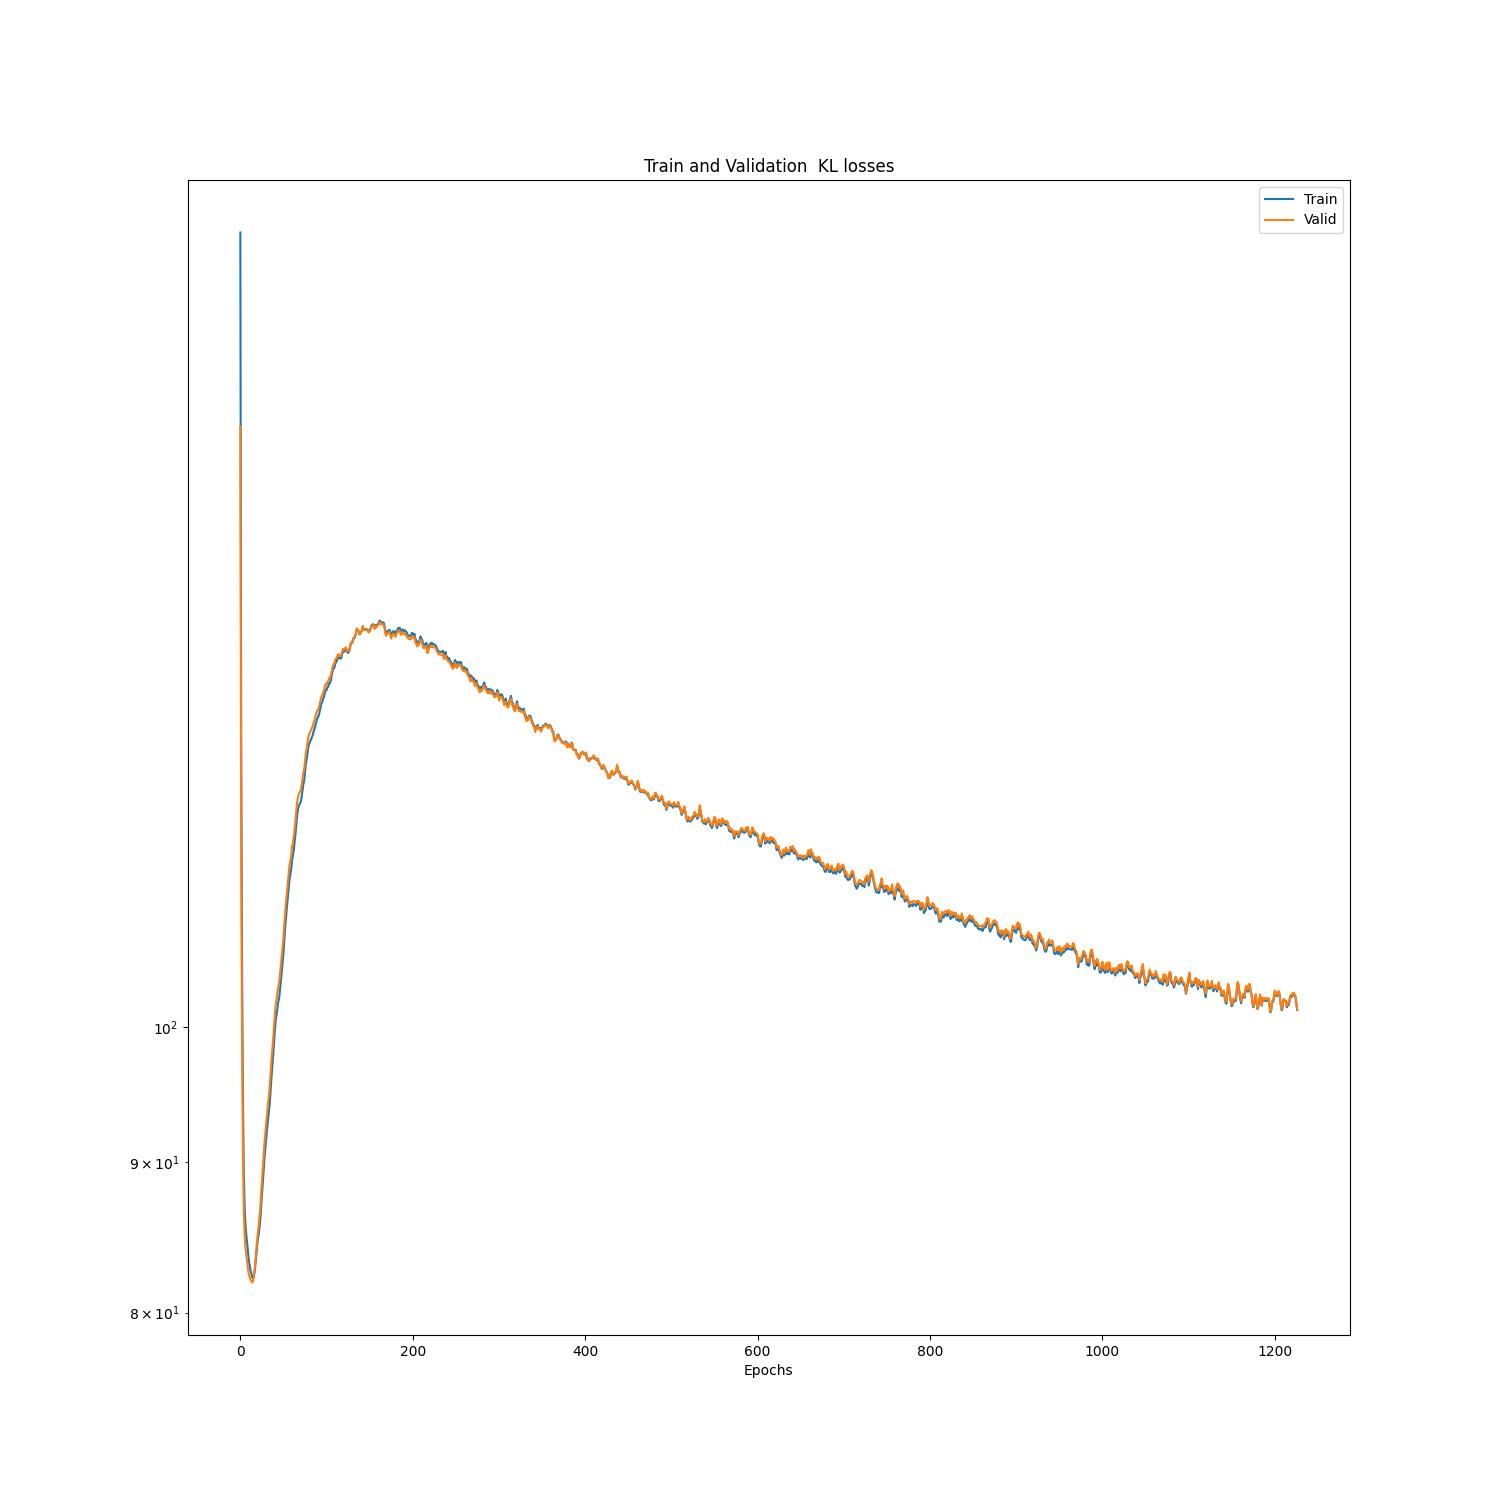 Train and Validation  KL losses
Train
Valid
10²
9 × 10¹
8 × 10¹
0 200 400 600 800 1000 1200
Epochs